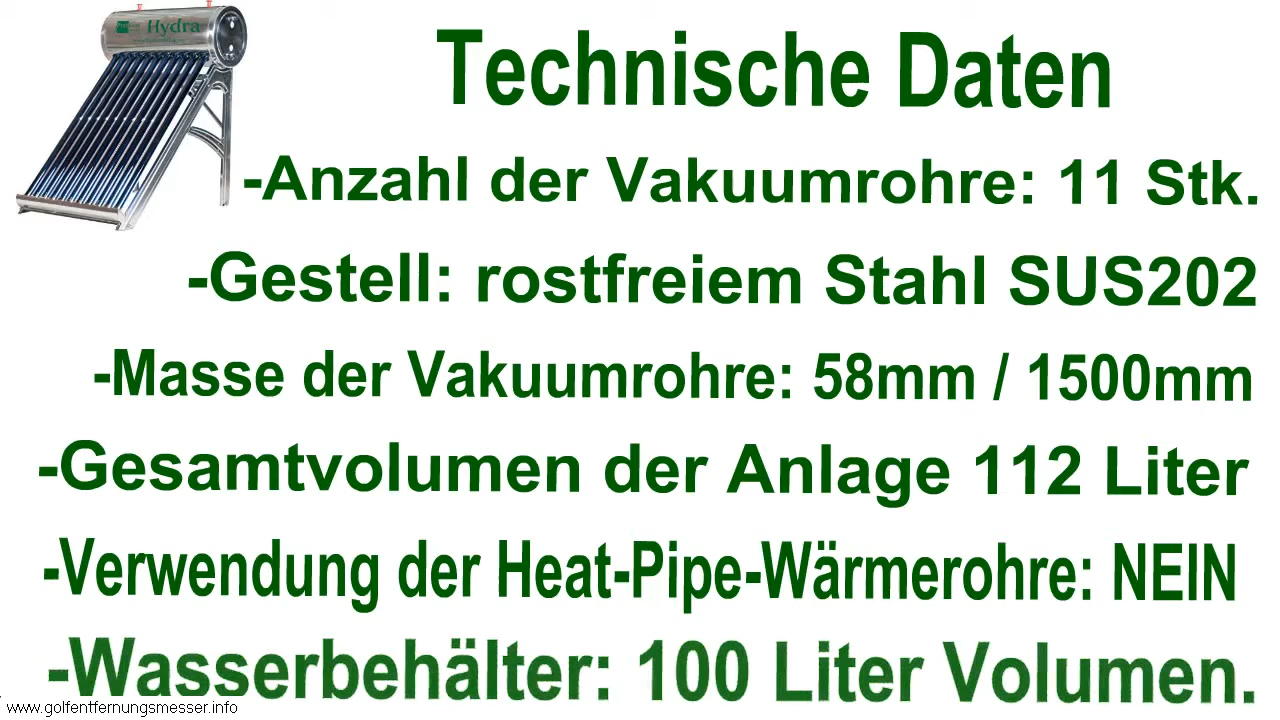 Hydra
Technische Daten
-Anzahl der Vakuumrohre: 11 Stk.
-Gestell: rostfreiem Stahl SUS202
-Masse der Vakuumrohre: 58mm / 1500mm
-Gesamtvolumen der Anlage 112 Liter
-Verwendung der Heat-Pipe-Wärmerohre: NEIN
-Wasserbehälter: 100 Liter Volumen.
www.golfentfernungsmesser.info